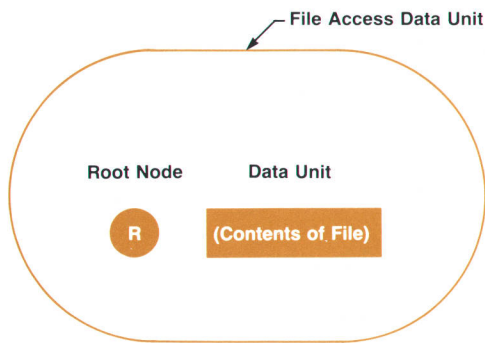 File Access Data Unit
Root Node
Data Unit
R
(Contents of File)